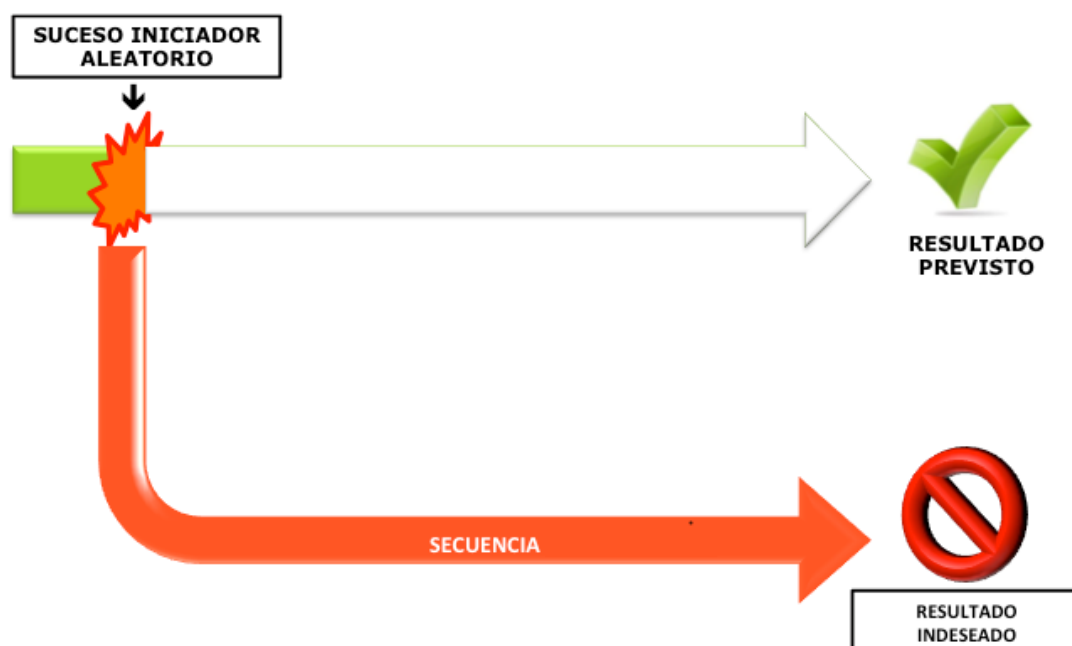 SUCESO INICIADOR
ALEATORIO
RESULTADO
PREVISTO
SECUENCIA
RESULTADO
INDESEADO